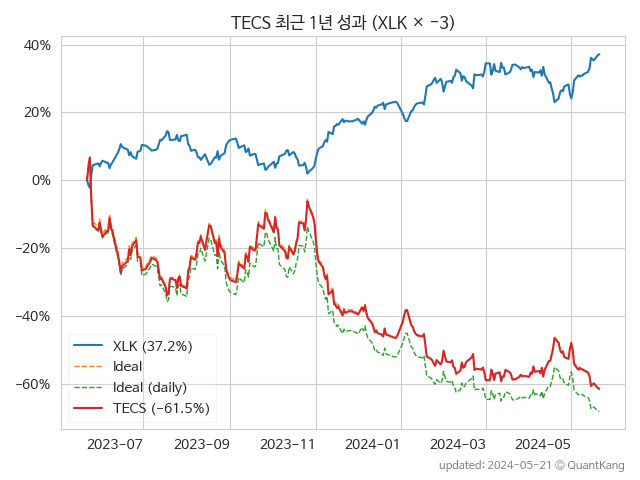 TECS 최근 1년 성과 (XLK × −3)
40%
20%
0%
−20%
−40%
−60%
XLK (37.2%)
Ideal
Ideal (daily)
TECS (−61.5%)
2023-07
2023-09
2023-11
2024-01
2024-03
2024-05
updated: 2024-05-21 © QuantKang